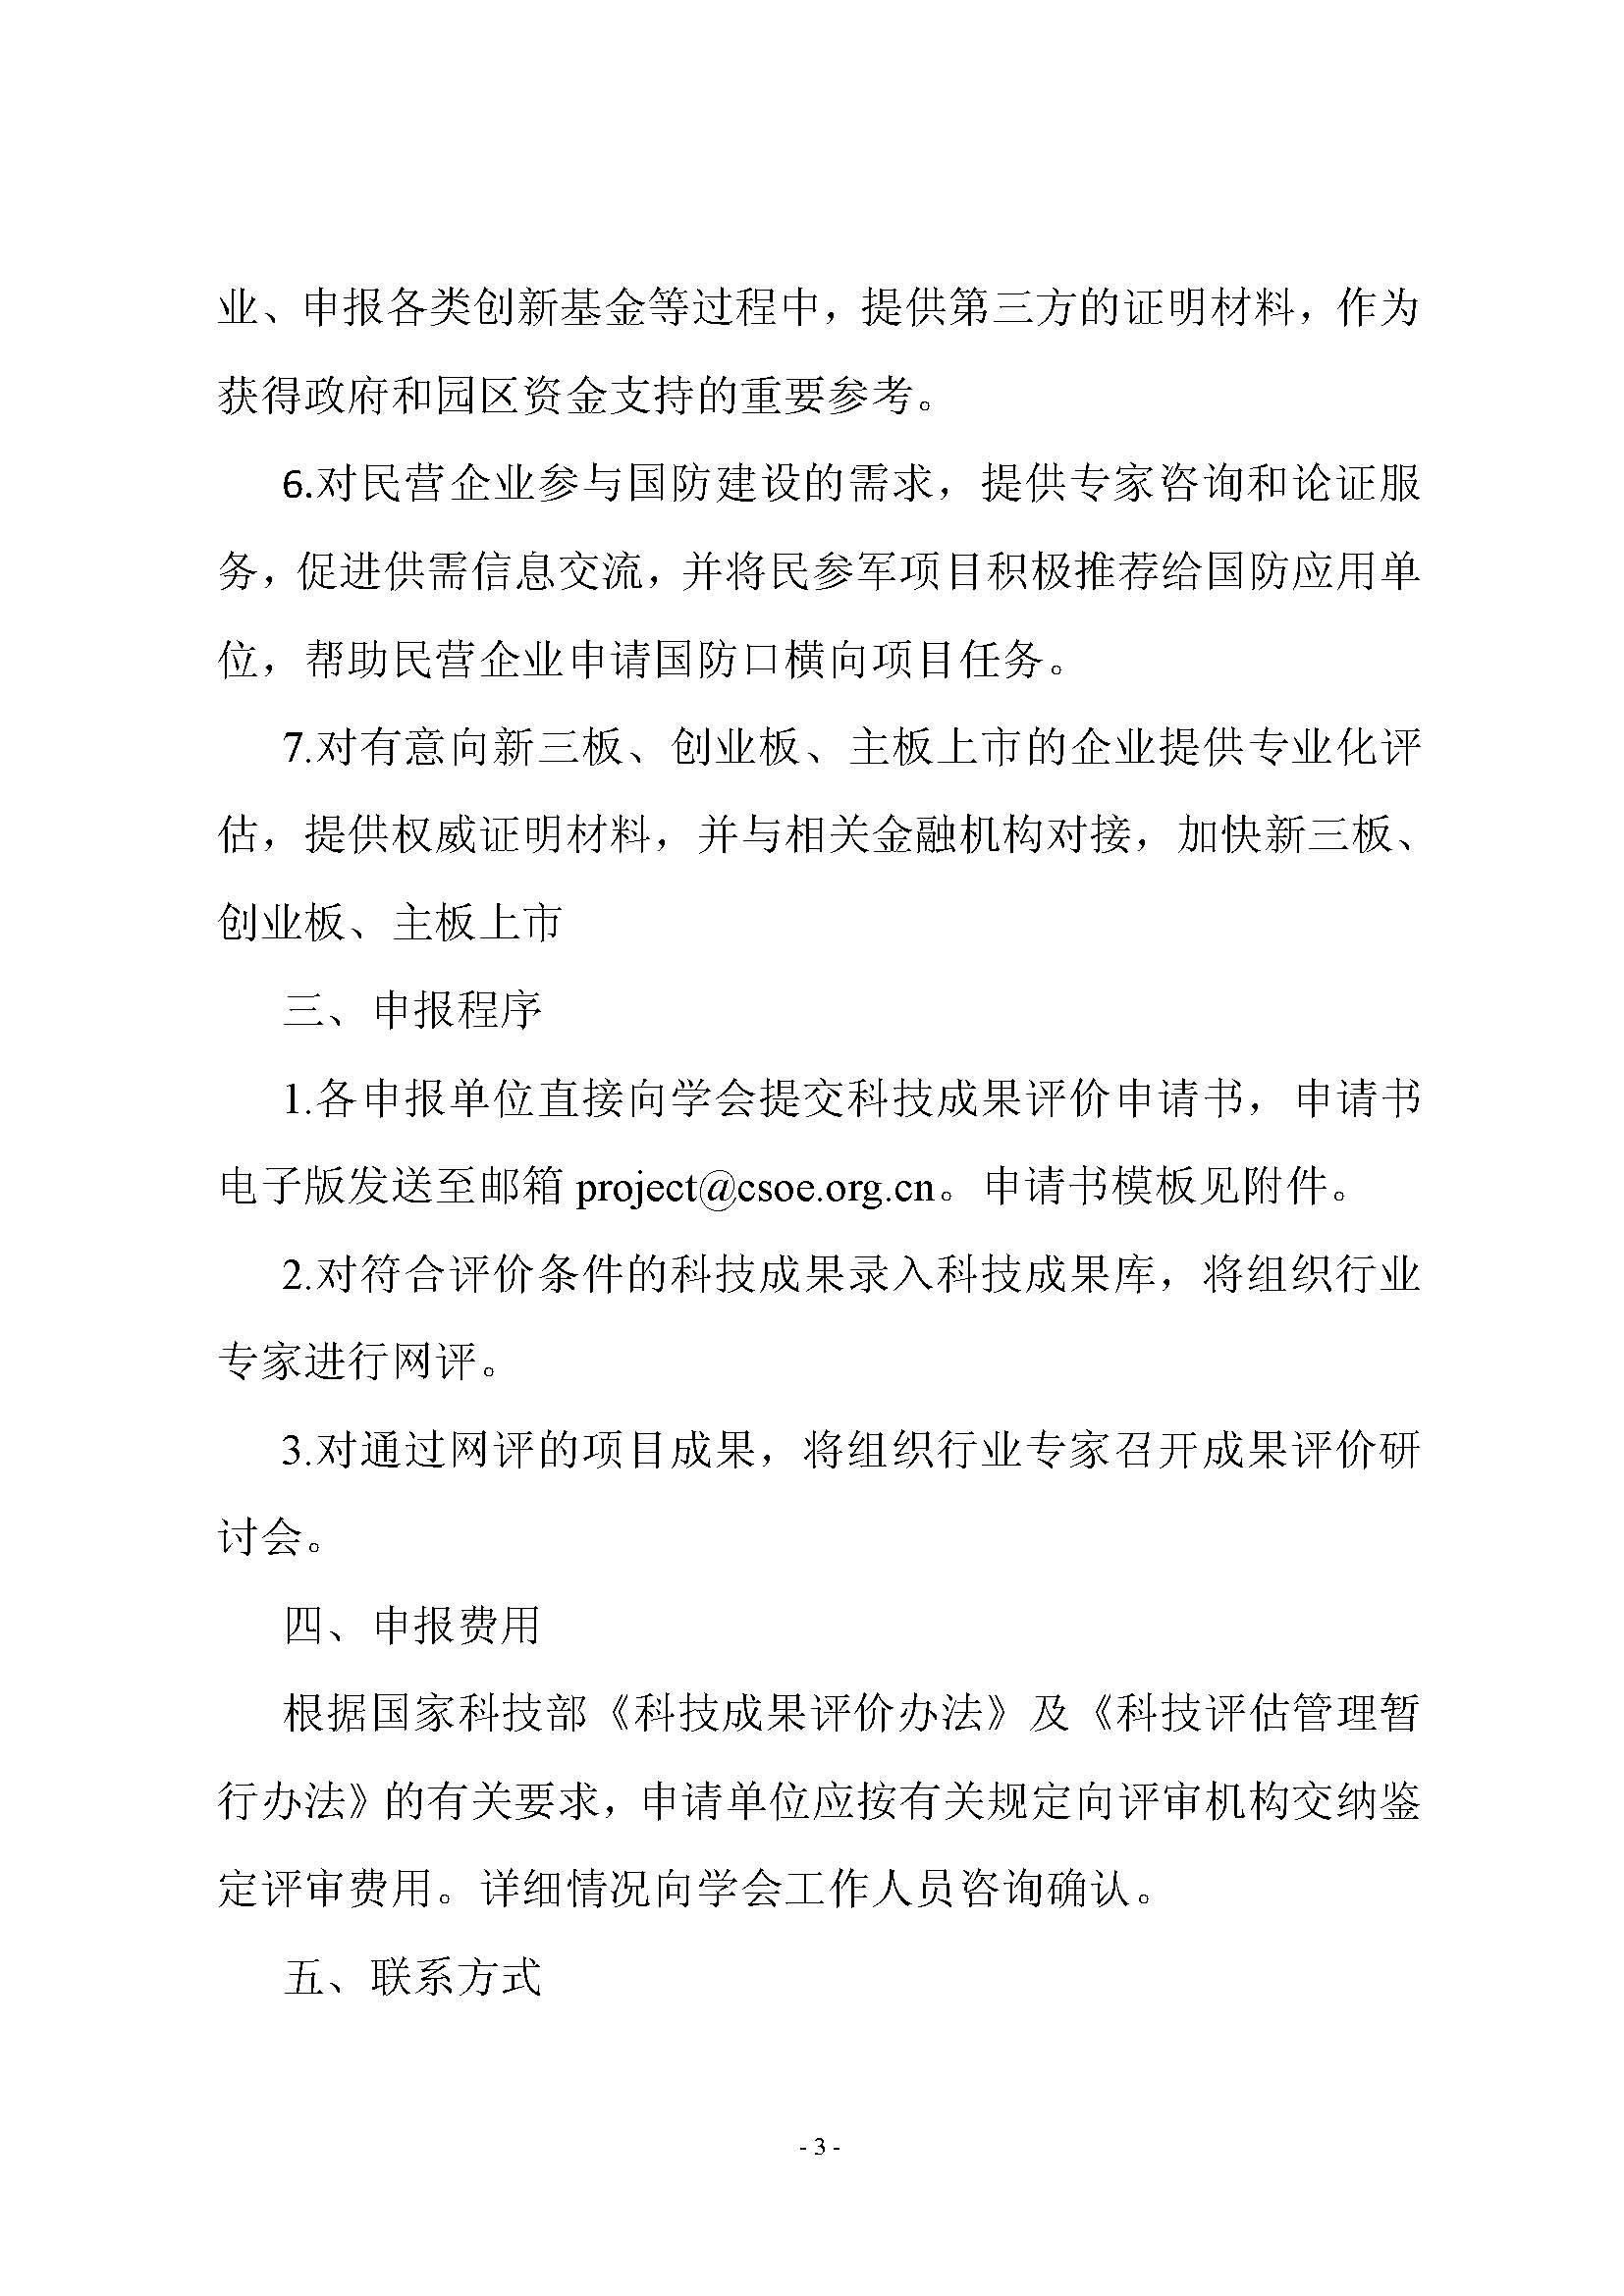 业、申报各类创新基金等过程中，提供第三方的证明材料，作为
获得政府和园区资金支持的重要参考。
6.对民营企业参与国防建设的需求，提供专家咨询和论证服
务，促进供需信息交流，并将民参军项目积极推荐给国防应用单
位，帮助民营企业申请国防口横向项目任务。
7.对有意向新三板、创业板、主板上市的企业提供专业化评
估，提供权威证明材料，并与相关金融机构对接，加快新三板、
创业板、主板上市
三、申报程序
1.各申报单位直接向学会提交科技成果评价申请书，申请书
电子版发送至邮箱 project@csoe.org.cn。申请书模板见附件。
2.对符合评价条件的科技成果录入科技成果库，将组织行业
专家进行网评。
3.对通过网评的项目成果，将组织行业专家召开成果评价研
讨会。
四、申报费用
根据国家科技部《科技成果评价办法》及《科技评估管理暂
行办法》的有关要求，申请单位应按有关规定向评审机构交纳鉴
定评审费用。详细情况向学会工作人员咨询确认。
五、联系方式
- 3 -